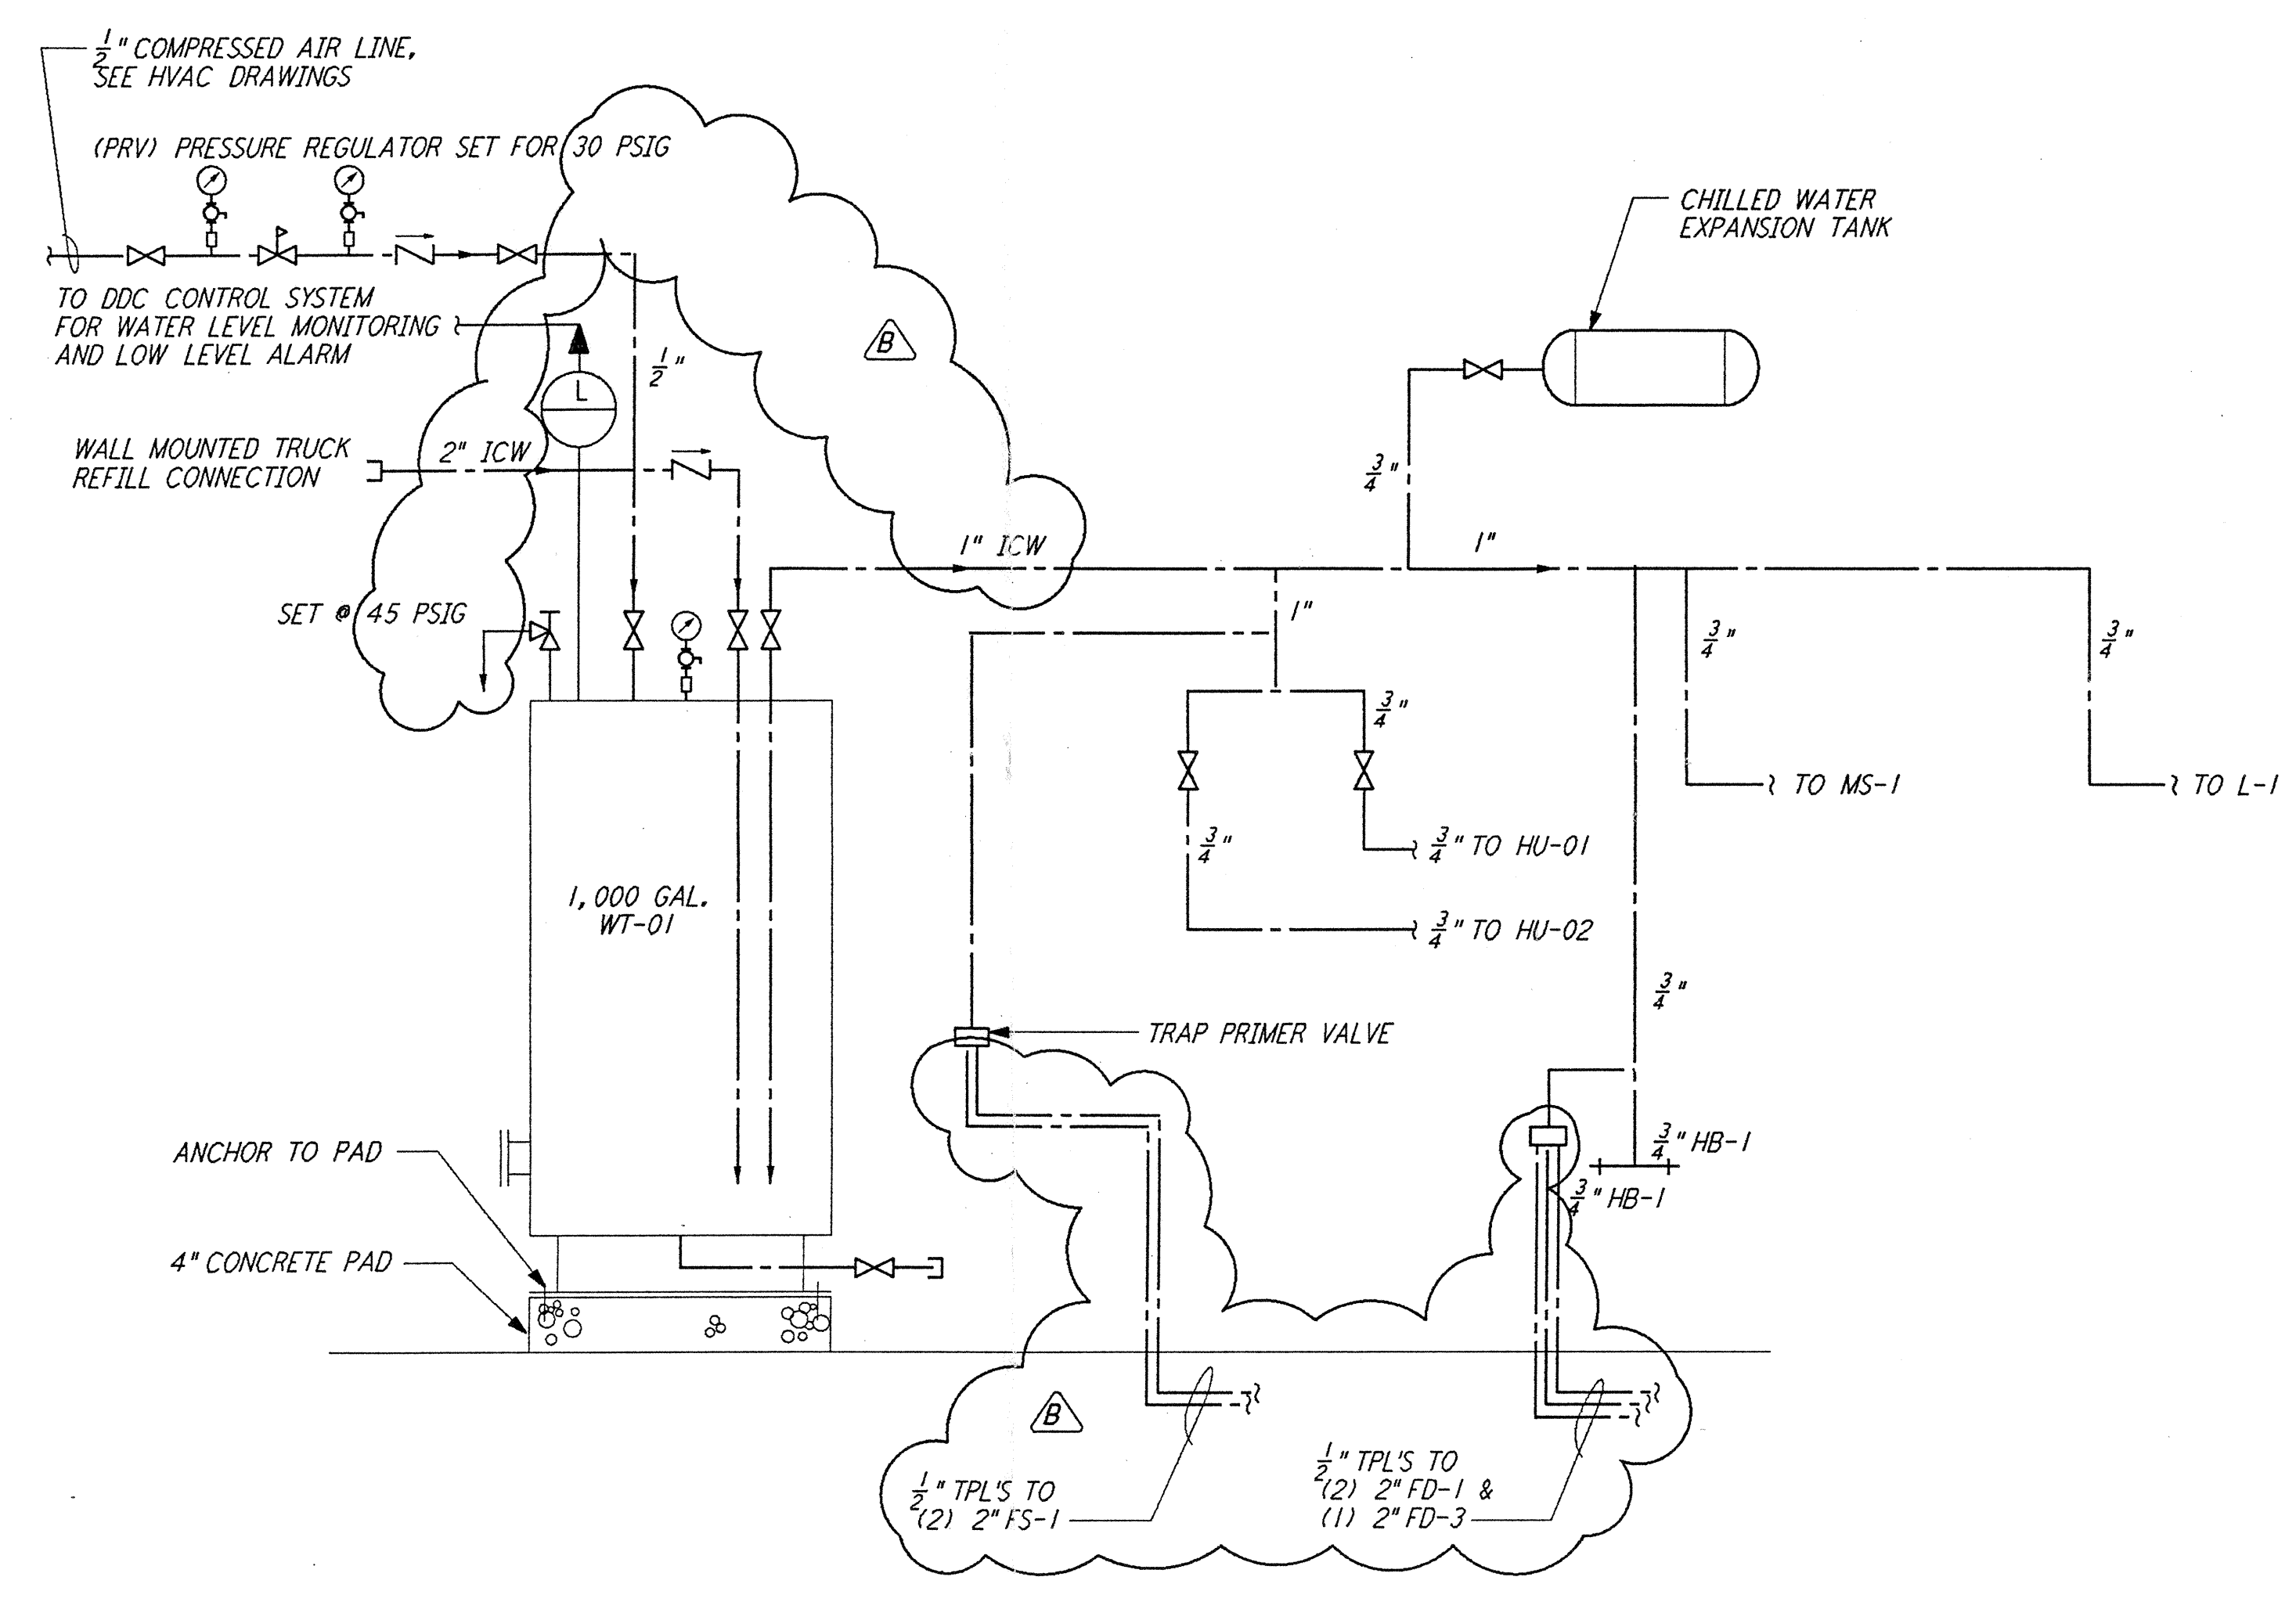 1/2" COMPRESSED AIR LINE,
SEE HVAC DRAWINGS
(PRV) PRESSURE REGULATOR SET FOR 30 PSIG
TO DDC CONTROL SYSTEM
FOR WATER LEVEL MONITORING
AND LOW LEVEL ALARM
L
1/2"
B
CHILLED WATER
EXPANSION TANK
WALL MOUNTED TRUCK
REFILL CONNECTION
2" ICW
3/4"
1" ICW
1"
SET @ 45 PSIG
1"
3/4"
3/4"
3/4"
TO MS-1
TO L-1
3/4"
3/4" TO HU-01
3/4" TO HU-02
1,000 GAL.
WT-01
3/4"
TRAP PRIMER VALVE
ANCHOR TO PAD
3/4" HB-1
3/4" HB-1
4" CONCRETE PAD
B
1/2" TPL'S TO
(2) 2" FS-1
1/2" TPL'S TO
(2) 2" FD-1 &
(1) 2" FD-3